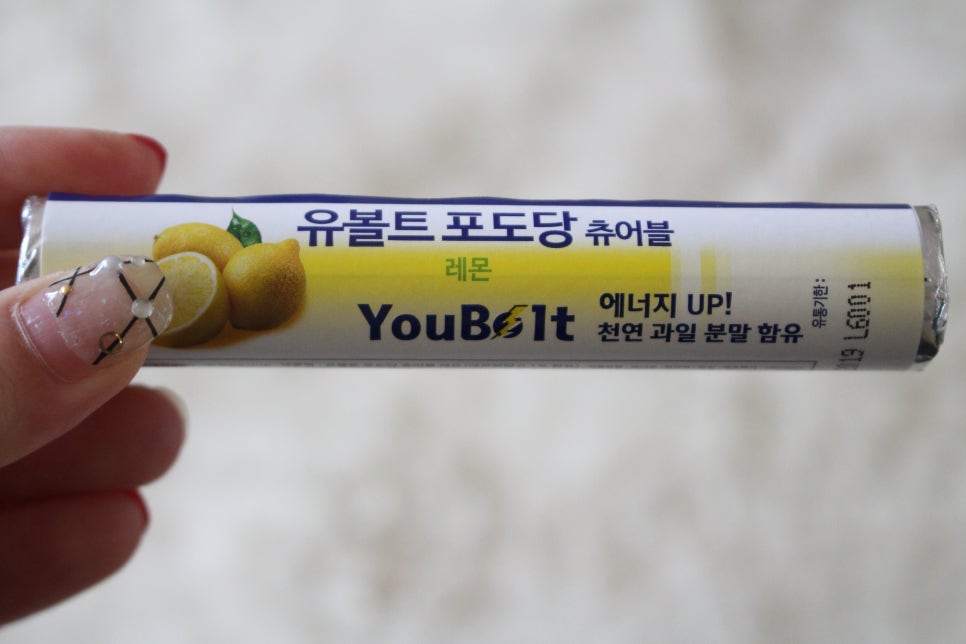 유볼트 포도당 츄어블
레몬
YouBolt
에너지 UP!
천연 과일 분말 함유
유통기한:
L6001